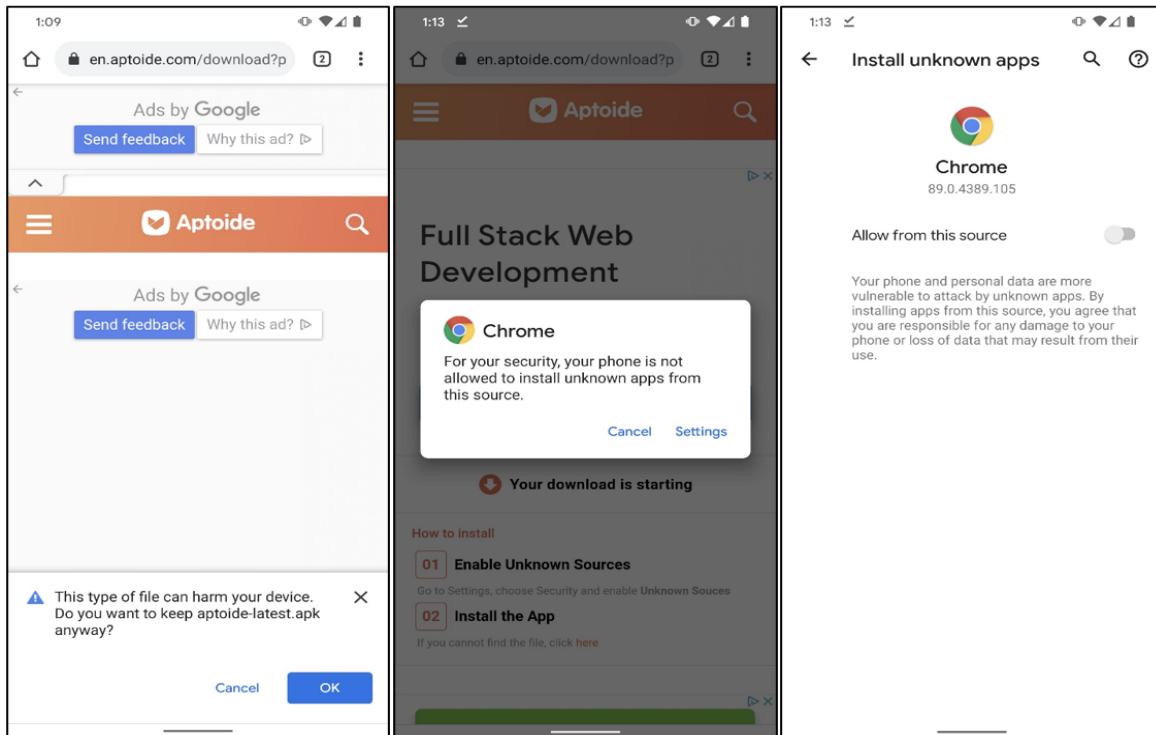 1:09
en.aptoide.com/download?p
2
Ads by Google
Send feedback
Why this ad?
Aptoide
Ads by Google
Send feedback
Why this ad?
This type of file can harm your device.
Do you want to keep aptoide-latest.apk
anyway?
Cancel
OK
1:13
en.aptoide.com/download?p
2
Aptoide
Full Stack Web
Development
Chrome
For your security, your phone is not
allowed to install unknown apps from
this source.
Cancel
Settings
Your download is starting
How to install
01 Enable Unknown Sources
Go to Settings, choose Security and enable Unknown Souces
02 Install the App
If you cannot find the file, click here
1:13
Install unknown apps
Chrome
89.0.4389.105
Allow from this source
Your phone and personal data are more
vulnerable to attack by unknown apps. By
installing apps from this source, you agree that
you are responsible for any damage to your
phone or loss of data that may result from their
use.